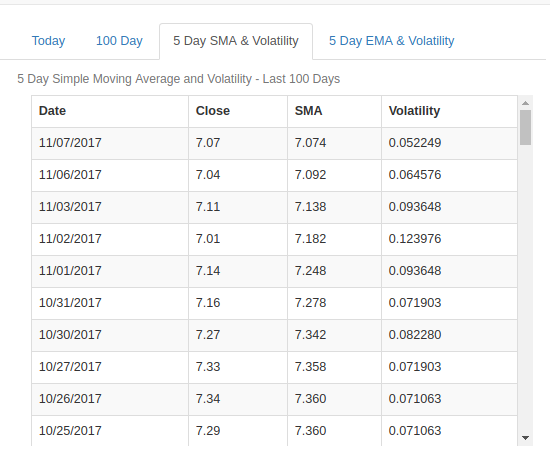 Today 100 Day 5 Day SMA & Volatility 5 Day EMA & Volatility
5 Day Simple Moving Average and Volatility - Last 100 Days
Date Close SMA Volatility
11/07/2017 7.07 7.074 0.052249
11/06/2017 7.04 7.092 0.064576
11/03/2017 7.11 7.138 0.093648
11/02/2017 7.01 7.182 0.123976
11/01/2017 7.14 7.248 0.093648
10/31/2017 7.16 7.278 0.071903
10/30/2017 7.27 7.342 0.082280
10/27/2017 7.33 7.358 0.071903
10/26/2017 7.34 7.360 0.071063
10/25/2017 7.29 7.360 0.071063